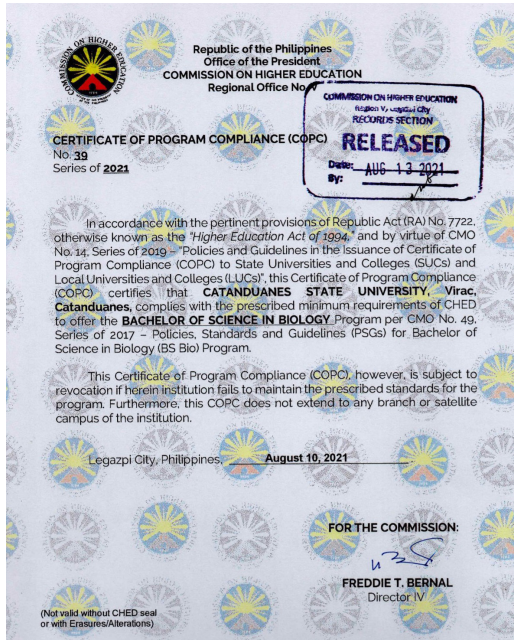 COMMISSION ON HIGHER EDUCATION
Republic of the Philippines
Office of the President
COMMISSION ON HIGHER EDUCATION
Regional Office No. V
COMMISSION ON HIGHER EDUCATION
Region V, Legazpi City
RECORDS SECTION
RELEASED
Date: AUG 13 2021
By:
CERTIFICATE OF PROGRAM COMPLIANCE (COPC)
No. 39
Series of 2021
In accordance with the pertinent provisions of Republic Act (RA) No. 7722,
otherwise known as the "Higher Education Act of 1994," and by virtue of CMO
No. 14, Series of 2019 – "Policies and Guidelines in the Issuance of Certificate of
Program Compliance (COPC) to State Universities and Colleges (SUCs) and
Local Universities and Colleges (LUCs)", this Certificate of Program Compliance
(COPC) certifies that CATANDUANES STATE UNIVERSITY, Virac,
Catanduanes, complies with the prescribed minimum requirements of CHED
to offer the BACHELOR OF SCIENCE IN BIOLOGY Program per CMO No. 49,
Series of 2017 – Policies, Standards and Guidelines (PSGs) for Bachelor of
Science in Biology (BS Bio) Program.
This Certificate of Program Compliance (COPC), however, is subject to
revocation if herein institution fails to maintain the prescribed standards for the
program. Furthermore, this COPC does not extend to any branch or satellite
campus of the institution.
Legazpi City, Philippines, August 10, 2021
FOR THE COMMISSION:
FREDDIE T. BERNAL
Director IV
(Not valid without CHED seal
or with Erasures/Alterations)